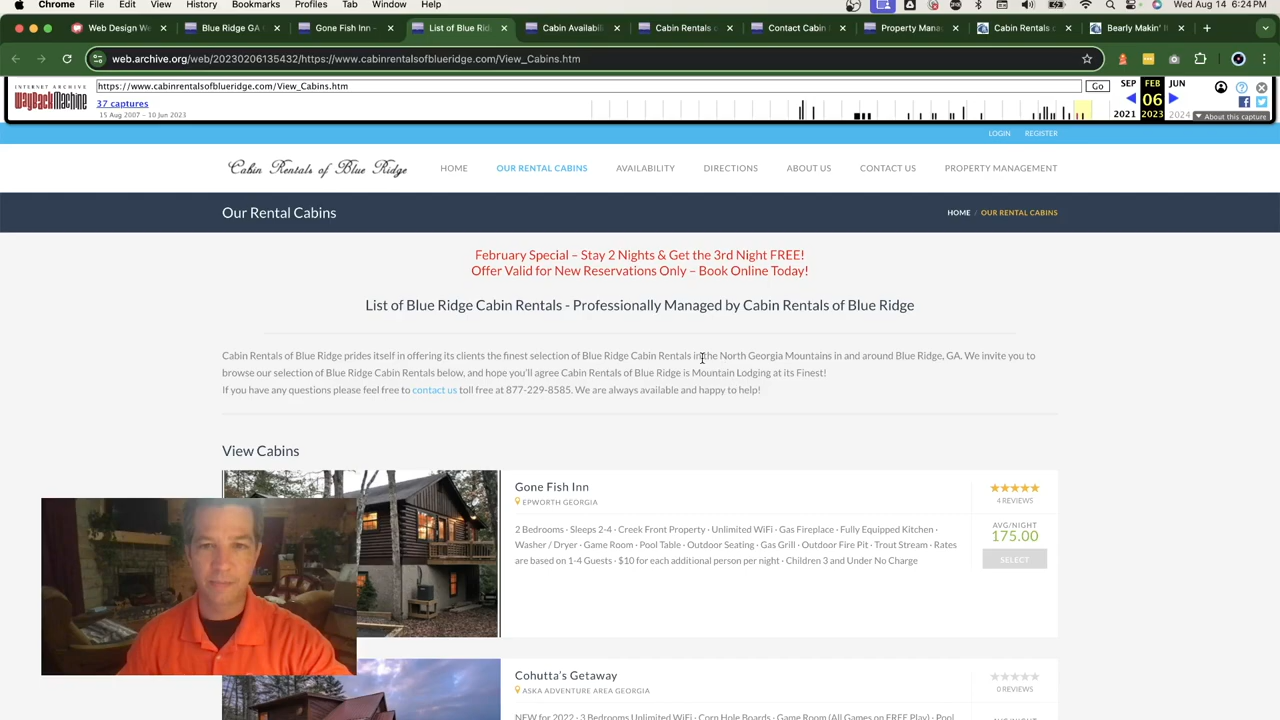 Chrome File Edit View History Bookmarks Profiles Tab Window Help Wed Aug 14 6:24 PM
Web Design We Blue Ridge GA Gone Fish Inn – List of Blue Rid Cabin Availabil Cabin Rentals o Contact Cabin Property Mana Cabin Rentals o Bearly Makin' It
web.archive.org/web/20230206135432/https://www.cabinrentalsofblueridge.com/View_Cabins.htm
INTERNET ARCHIVE
WayBackMachine
https://www.cabinrentalsofblueridge.com/View_Cabins.htm Go
37 captures
15 Aug 2007 – 10 Jun 2023
SEP FEB JUN
06
2021 2023 2024
About this capture
LOGIN REGISTER
Cabin Rentals of Blue Ridge HOME OUR RENTAL CABINS AVAILABILITY DIRECTIONS ABOUT US CONTACT US PROPERTY MANAGEMENT
Our Rental Cabins HOME / OUR RENTAL CABINS
February Special – Stay 2 Nights & Get the 3rd Night FREE!
Offer Valid for New Reservations Only – Book Online Today!
List of Blue Ridge Cabin Rentals - Professionally Managed by Cabin Rentals of Blue Ridge
Cabin Rentals of Blue Ridge prides itself in offering its clients the finest selection of Blue Ridge Cabin Rentals in the North Georgia Mountains in and around Blue Ridge, GA. We invite you to
browse our selection of Blue Ridge Cabin Rentals below, and hope you'll agree Cabin Rentals of Blue Ridge is Mountain Lodging at its Finest!
If you have any questions please feel free to contact us toll free at 877-229-8585. We are always available and happy to help!
View Cabins
Gone Fish Inn
EPWORTH GEORGIA
2 Bedrooms · Sleeps 2-4 · Creek Front Property · Unlimited WiFi · Gas Fireplace · Fully Equipped Kitchen ·
Washer / Dryer · Game Room · Pool Table · Outdoor Seating · Gas Grill · Outdoor Fire Pit · Trout Stream · Rates
are based on 1-4 Guests · $10 for each additional person per night · Children 3 and Under No Charge
4 REVIEWS
AVG/NIGHT
175.00
SELECT
Cohutta's Getaway
ASKA ADVENTURE AREA GEORGIA
0 REVIEWS
NEW for 2022 · 3 Bedrooms Unlimited WiFi · Corn Hole Boards · Game Room (All Games on FREE Play) · Pool